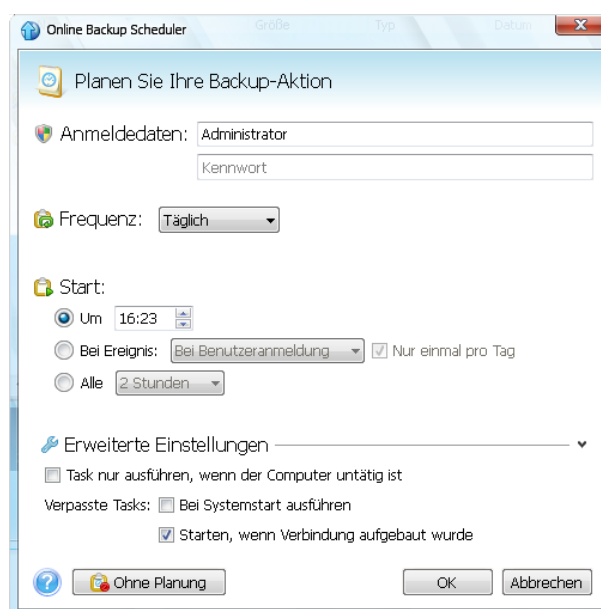 Online Backup Scheduler
Größe Typ Datum
Planen Sie Ihre Backup-Aktion
Anmeldedaten: Administrator
Kennwort
Frequenz: Täglich
Start:
Um 16:23
Bei Ereignis: Bei Benutzeranmeldung Nur einmal pro Tag
Alle 2 Stunden
Erweiterte Einstellungen
Task nur ausführen, wenn der Computer untätig ist
Verpasste Tasks: Bei Systemstart ausführen
Starten, wenn Verbindung aufgebaut wurde
? Ohne Planung OK Abbrechen